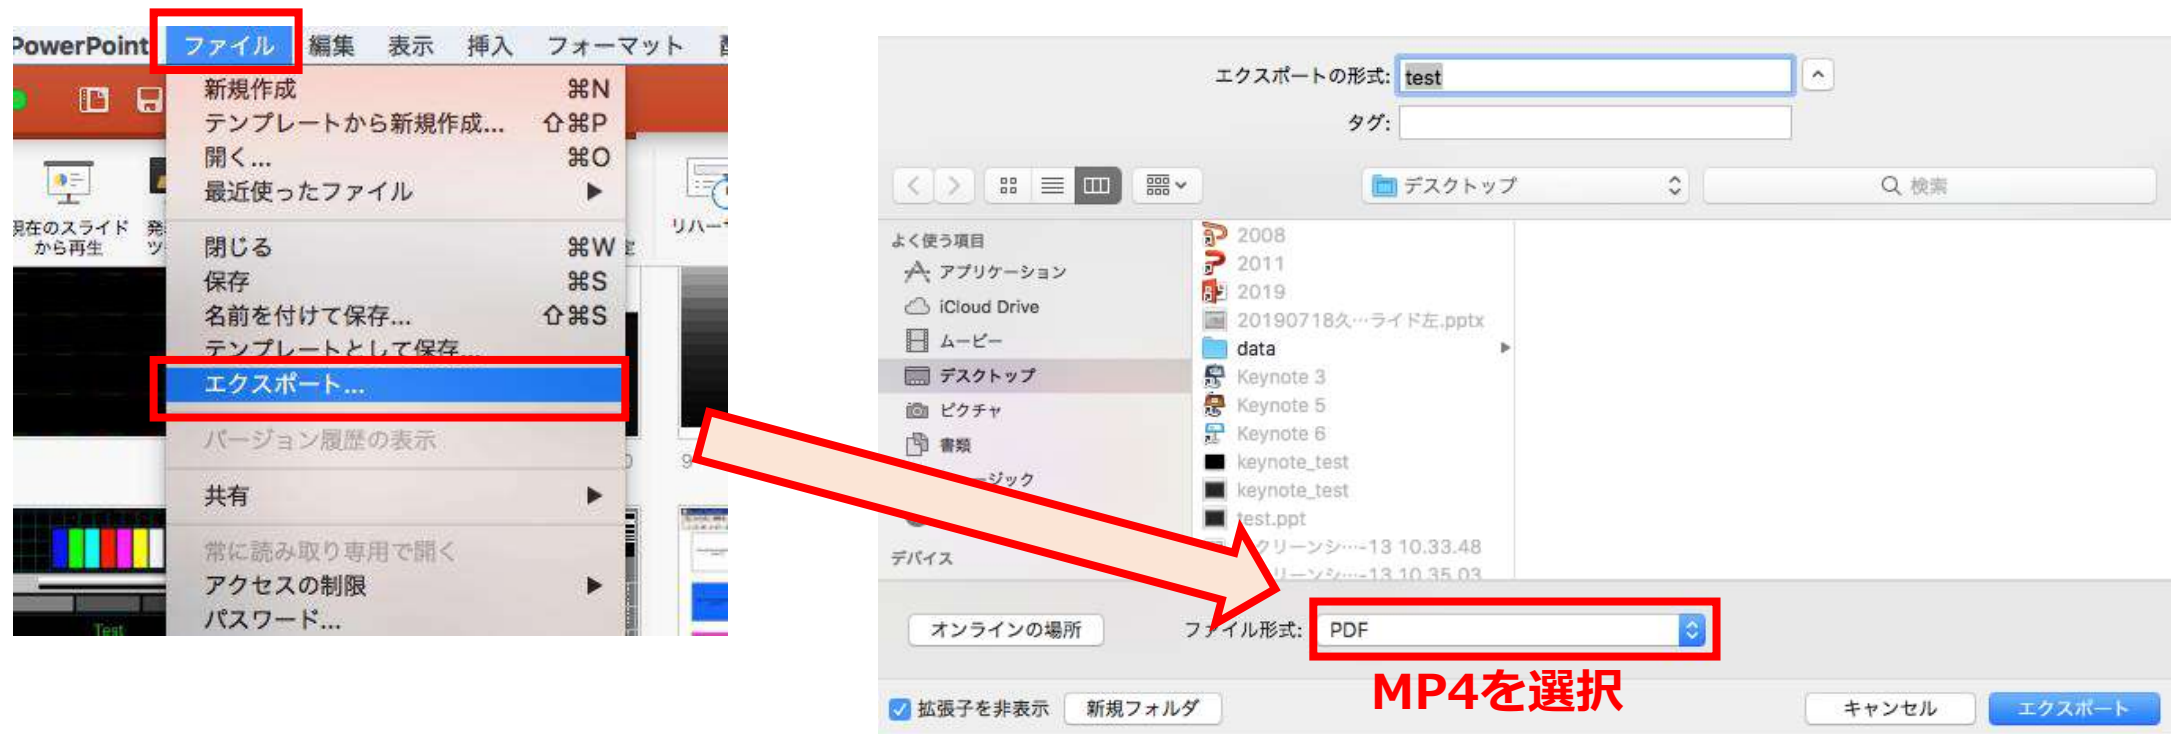 PowerPoint ファイル 編集 表示 挿入 フォーマット
新規作成 ⌘N
テンプレートから新規作成... ⇧⌘P
開く... ⌘O
最近使ったファイル ▶
現在のスライド
から再生
閉じる ⌘W
保存 ⌘S
名前を付けて保存... ⇧⌘S
テンプレートとして保存...
エクスポート...
バージョン履歴の表示
共有 ▶
常に読み取り専用で開く
アクセスの制限 ▶
パスワード...
リハー
9
Test
エクスポートの形式: test
タグ:
デスクトップ
検索
よく使う項目
アプリケーション
iCloud Drive
ムービー
デスクトップ
ピクチャ
書類
ージック
デバイス
2008
2011
2019
20190718久…ライド左.pptx
data
Keynote 3
Keynote 5
Keynote 6
keynote_test
keynote_test
test.ppt
クリーンシ…-13 10.33.48
リーンシ…-13 10.35.03
オンラインの場所
ファイル形式: PDF
MP4を選択
拡張子を非表示
新規フォルダ
キャンセル
エクスポート